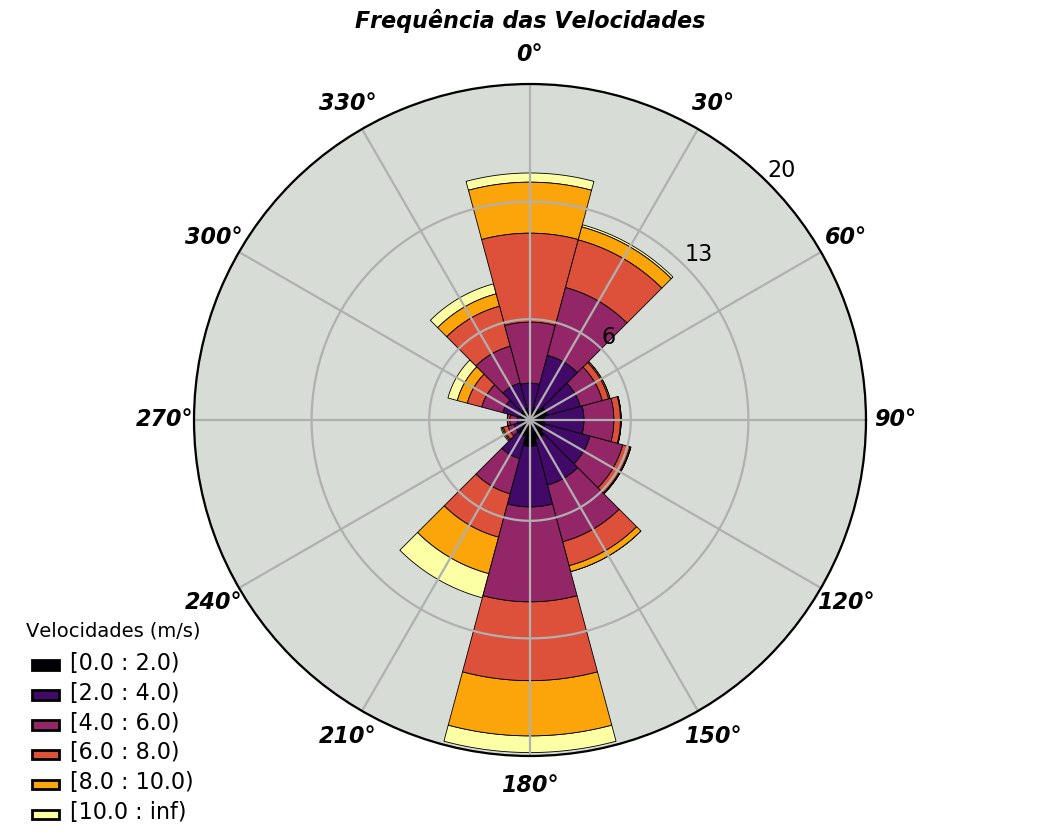 Frequência das Velocidades
0°
330°
30°
20
300°
60°
13
6
270°
90°
240°
120°
210°
150°
180°
Velocidades (m/s)
[0.0 : 2.0)
[2.0 : 4.0)
[4.0 : 6.0)
[6.0 : 8.0)
[8.0 : 10.0)
[10.0 : inf)